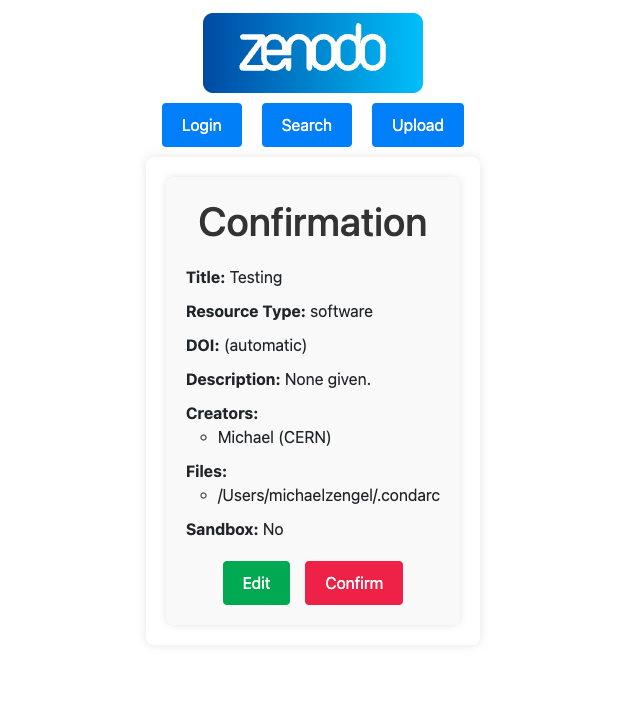 zenodo
Login Search Upload
Confirmation
Title: Testing
Resource Type: software
DOI: (automatic)
Description: None given.
Creators:
Michael (CERN)
Files:
/Users/michaelzengel/.condarc
Sandbox: No
Edit Confirm